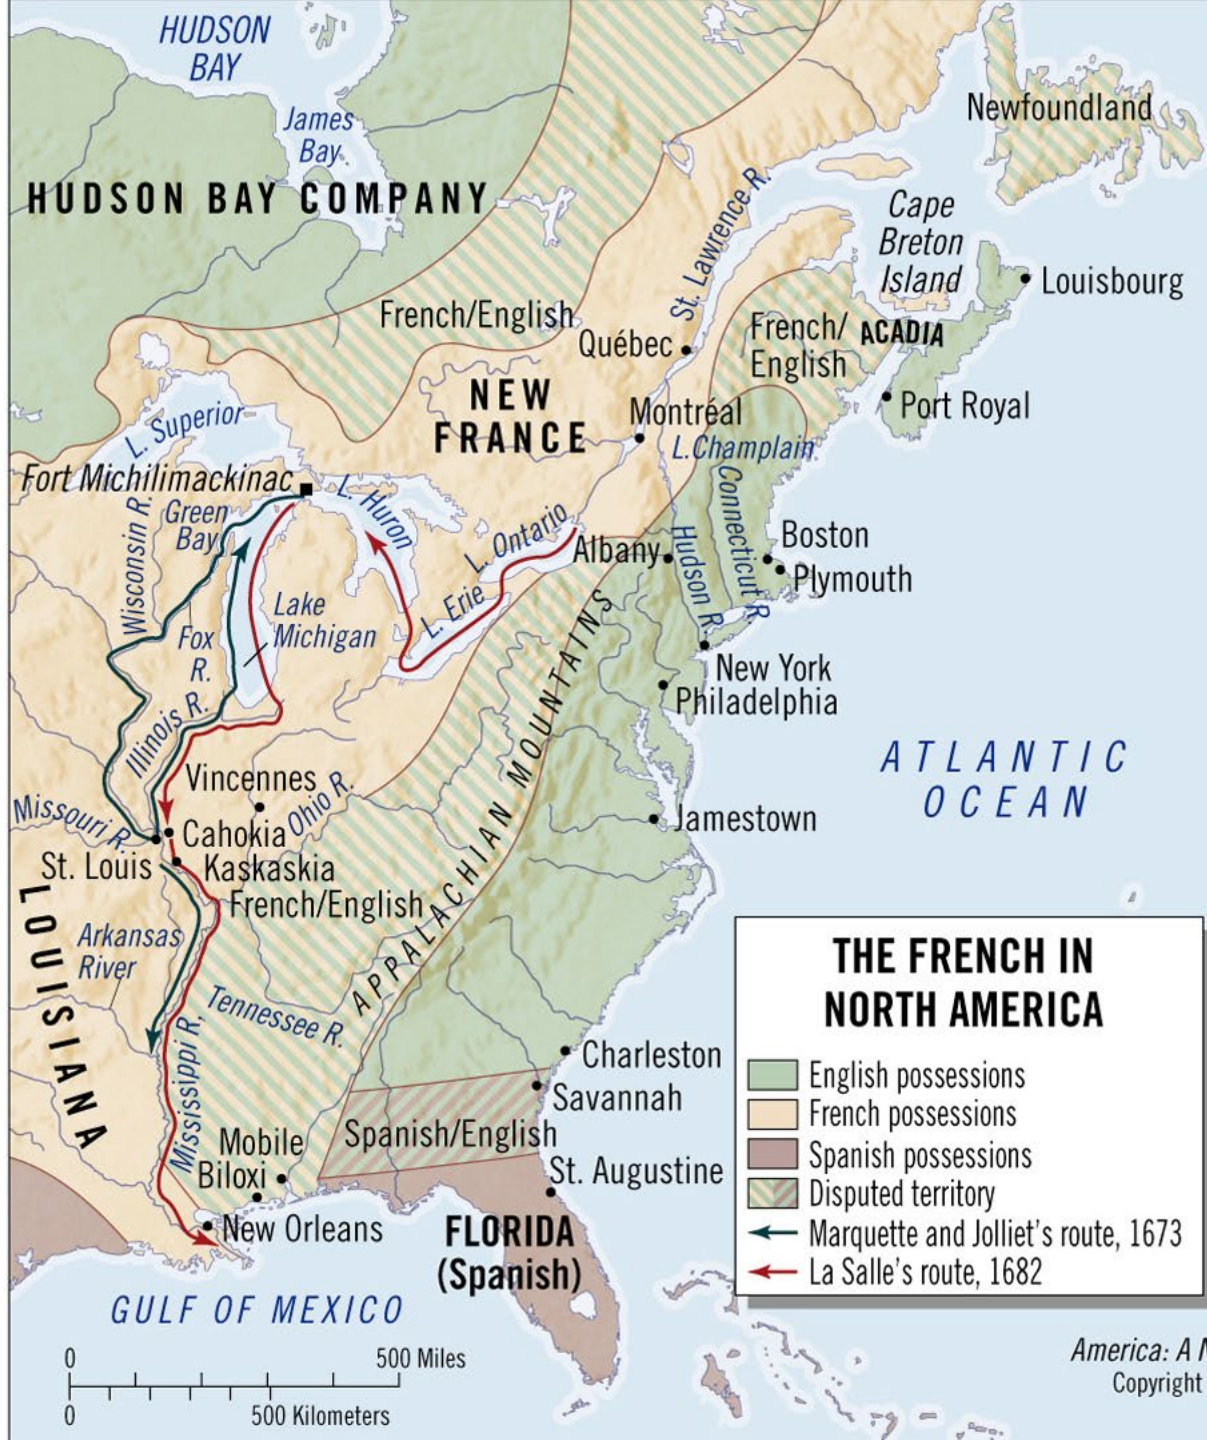 HUDSON
BAY
James
Bay
Newfoundland
HUDSON BAY COMPANY
St. Lawrence R.
Cape
Breton
Island
Louisbourg
French/English
Québec
French/
English
ACADIA
NEW
FRANCE
Montréal
Port Royal
L. Superior
L.Champlain
Fort Michilimackinac
L. Huron
Connecticut R.
Wisconsin R.
Green
Bay
L. Ontario
Albany
Hudson R.
Boston
Plymouth
Lake
Michigan
L. Erie
Fox
R.
New York
Philadelphia
Illinois R.
APPALACHIAN MOUNTAINS
ATLANTIC
OCEAN
Vincennes
Ohio R.
Missouri R.
Cahokia
Jamestown
St. Louis
Kaskaskia
French/English
LOUISIANA
Arkansas
River
Tennessee R.
Mississippi R,
Charleston
Savannah
Spanish/English
Mobile
Biloxi
St. Augustine
New Orleans
FLORIDA
(Spanish)
GULF OF MEXICO
THE FRENCH IN
NORTH AMERICA
English possessions
French possessions
Spanish possessions
Disputed territory
Marquette and Jolliet's route, 1673
La Salle's route, 1682
0 500 Miles
0 500 Kilometers
America: A
Copyright